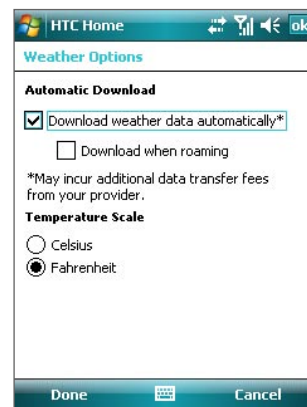 HTC Home
ok
Weather Options
Automatic Download
Download weather data automatically*
Download when roaming
*May incur additional data transfer fees
from your provider.
Temperature Scale
Celsius
Fahrenheit
Done
Cancel